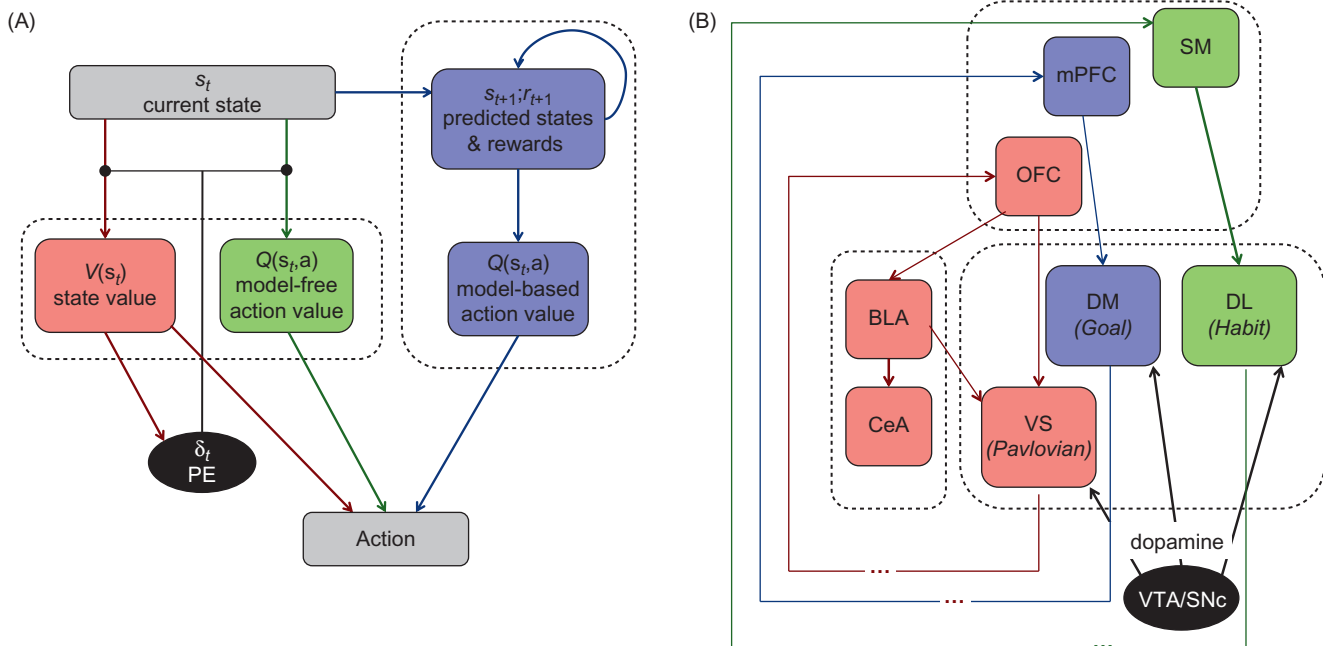 (A)
s_t
current state
s_{t+1};r_{t+1}
predicted states
& rewards
V(s_t)
state value
Q(s_t,a)
model-free
action value
Q(s_t,a)
model-based
action value
δ_t
PE
Action
(B)
SM
mPFC
OFC
BLA
CeA
DM
(Goal)
DL
(Habit)
VS
(Pavlovian)
dopamine
VTA/SNc
...
...
...